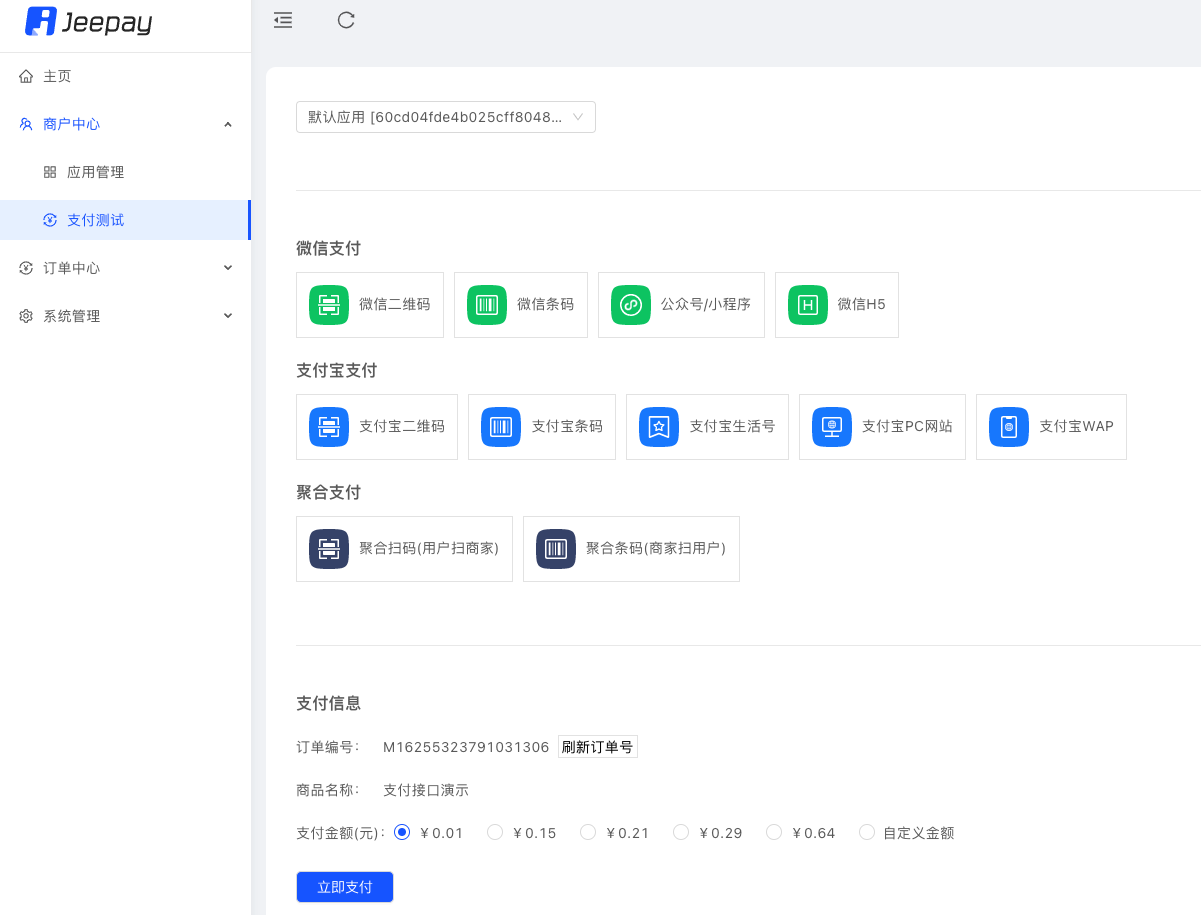 Jeepay
主页
商户中心
应用管理
支付测试
订单中心
系统管理
默认应用 [60cd04fde4b025cff8048...
微信支付
微信二维码 微信条码 公众号/小程序 微信H5
支付宝支付
支付宝二维码 支付宝条码 支付宝生活号 支付宝PC网站 支付宝WAP
聚合支付
聚合扫码(用户扫商家) 聚合条码(商家扫用户)
支付信息
订单编号: M16255323791031306 刷新订单号
商品名称: 支付接口演示
支付金额(元): ￥0.01 ￥0.15 ￥0.21 ￥0.29 ￥0.64 自定义金额
立即支付